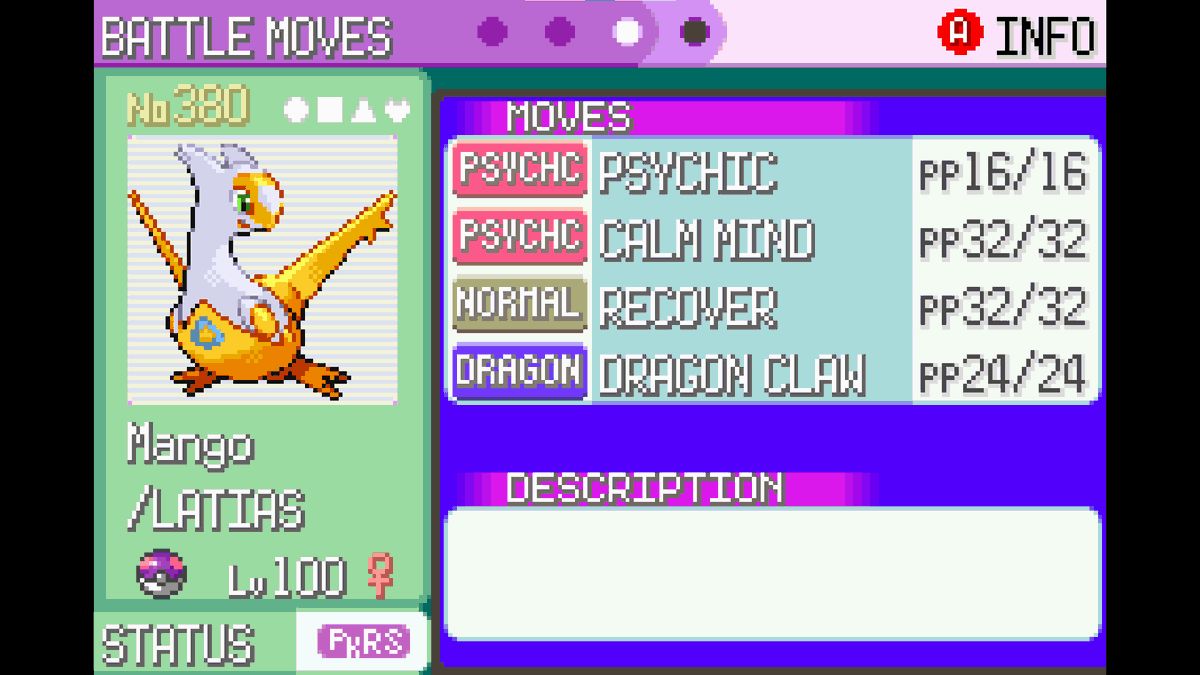 BATTLE MOVES
A INFO
No380
MOVES
PSYCHC PSYCHIC PP16/16
PSYCHC CALM MIND PP32/32
NORMAL RECOVER PP32/32
DRAGON DRAGON CLAW PP24/24
Mango
/LATIAS
Lv100 ♀
STATUS PKRS
DESCRIPTION